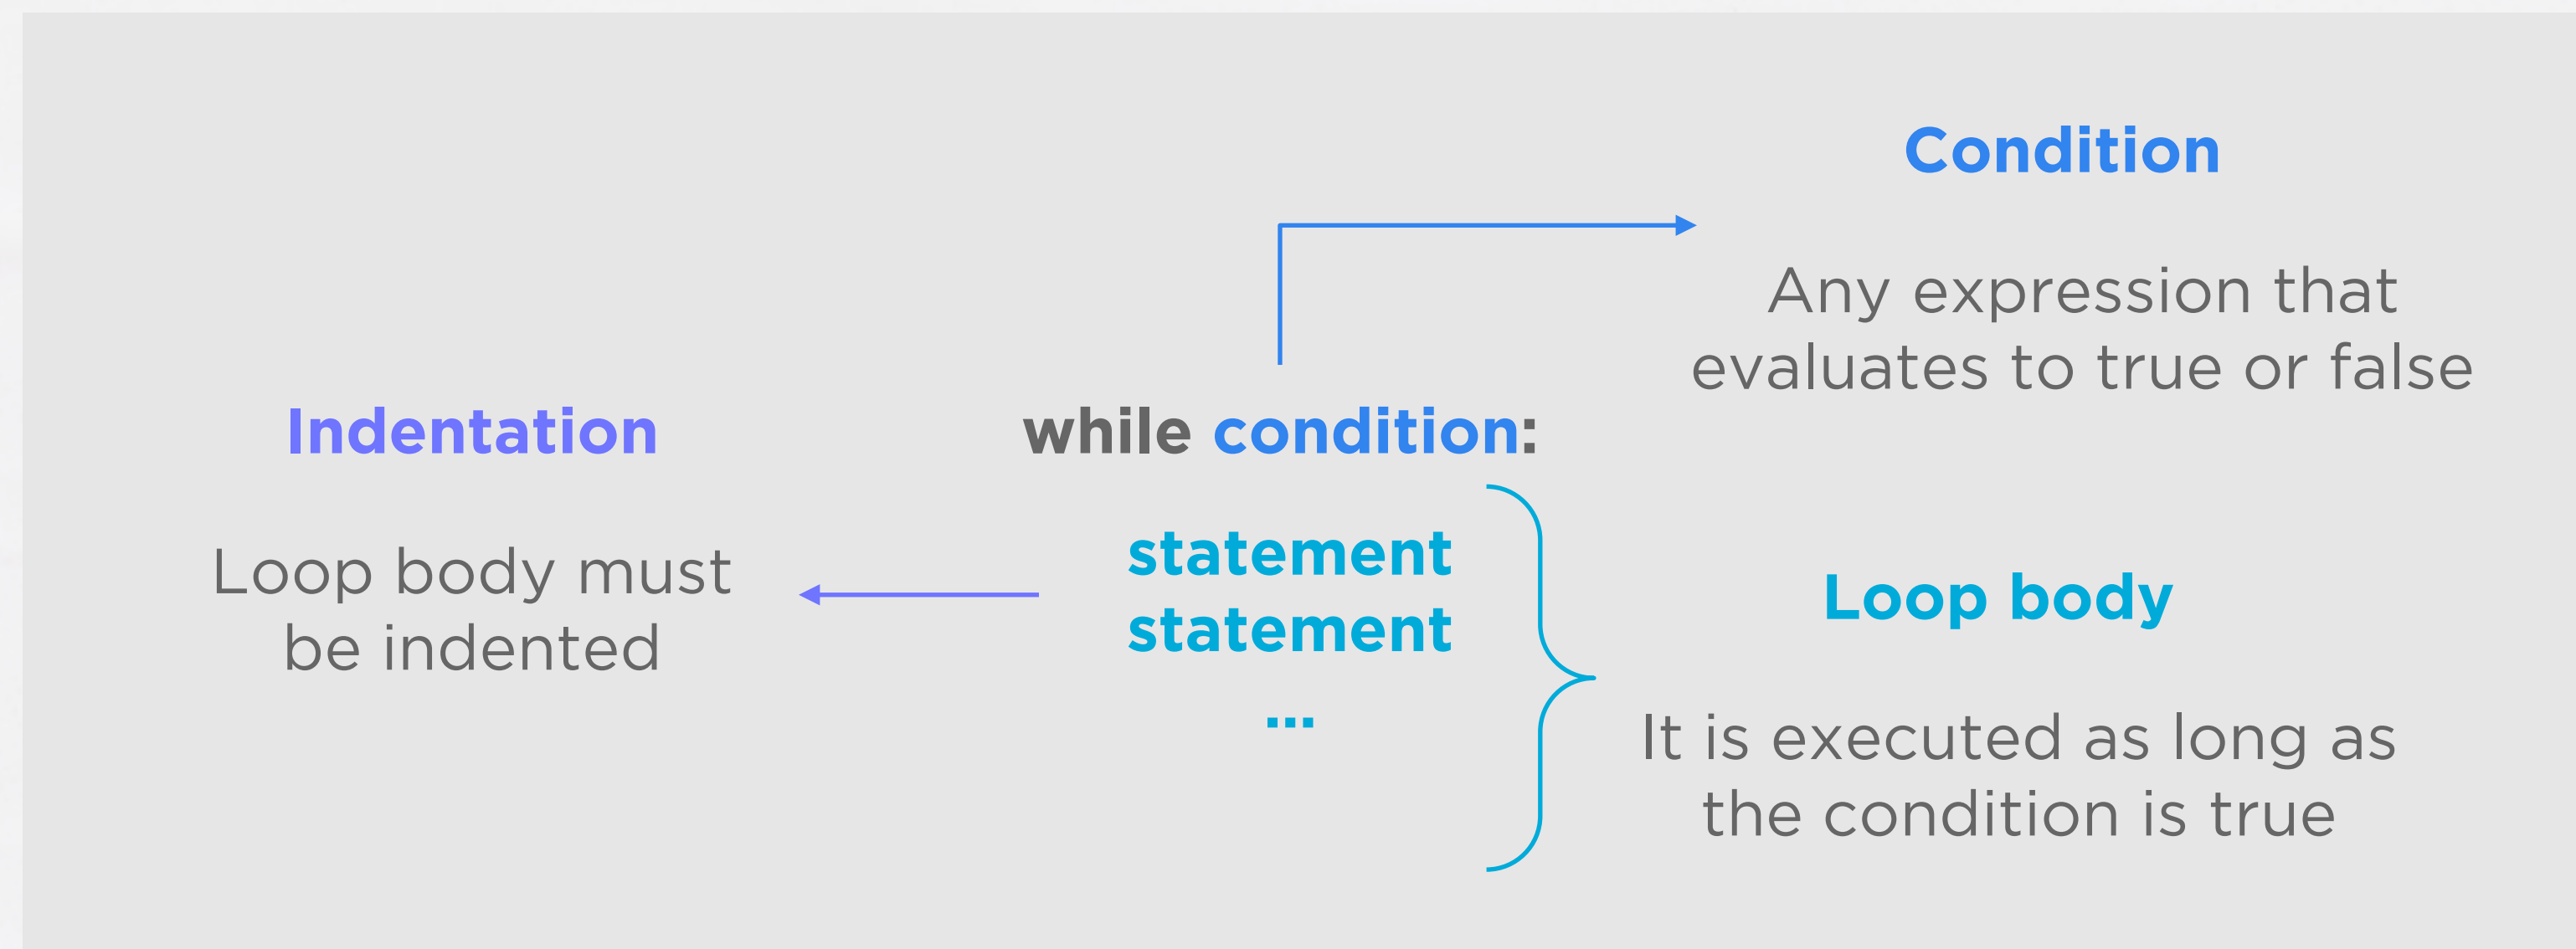 Condition
Any expression that
evaluates to true or false
Indentation
Loop body must
be indented
while condition:
statement
statement
...
Loop body
It is executed as long as
the condition is true